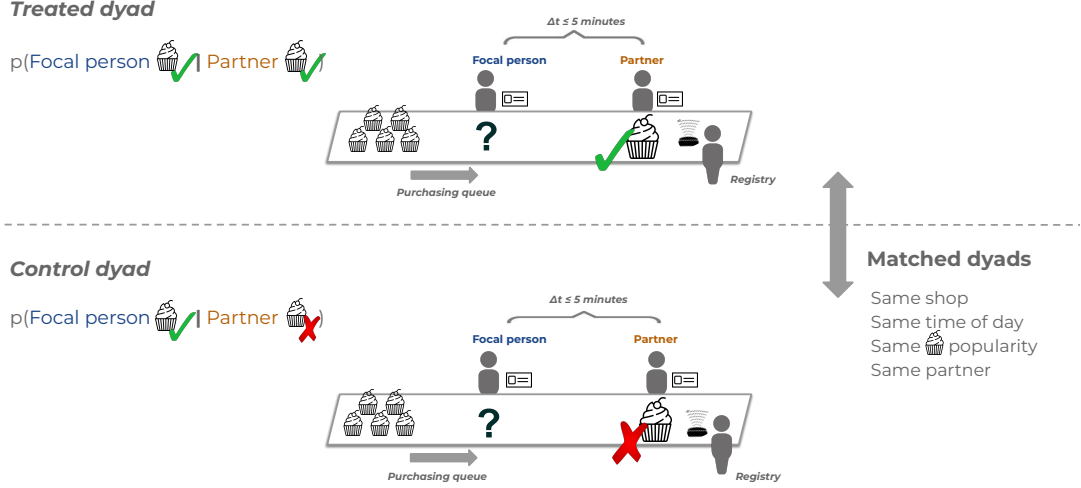 Treated dyad
p(Focal person | Partner )
Δt ≤ 5 minutes
Focal person
Partner
?
Purchasing queue
Registry
Control dyad
p(Focal person | Partner )
Δt ≤ 5 minutes
Focal person
Partner
?
Purchasing queue
Registry
Matched dyads
Same shop
Same time of day
Same popularity
Same partner